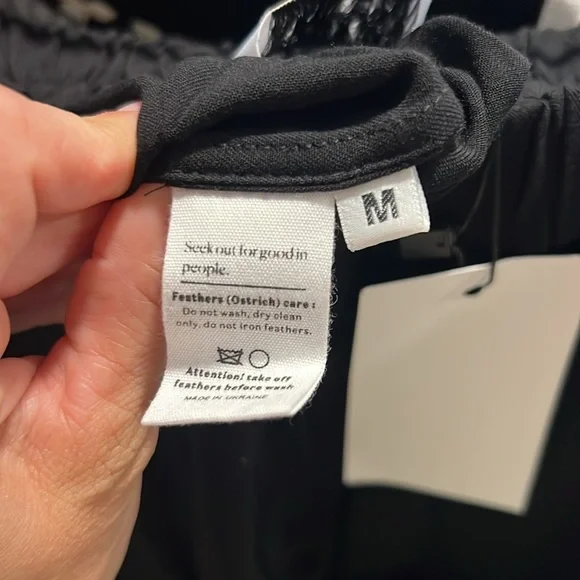 M
Seek out for good in
people.
Feathers (Ostrich) care :
Do not wash, dry clean
only, do not iron feathers.
Attention! take off
feathers before wash
MADE IN UKRAINE